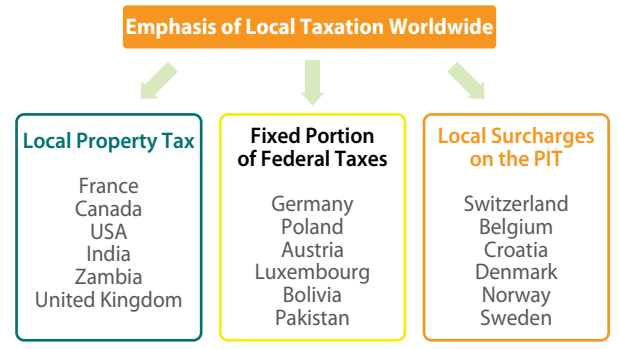 Emphasis of Local Taxation Worldwide
Local Property Tax
France
Canada
USA
India
Zambia
United Kingdom
Fixed Portion
of Federal Taxes
Germany
Poland
Austria
Luxembourg
Bolivia
Pakistan
Local Surcharges
on the PIT
Switzerland
Belgium
Croatia
Denmark
Norway
Sweden